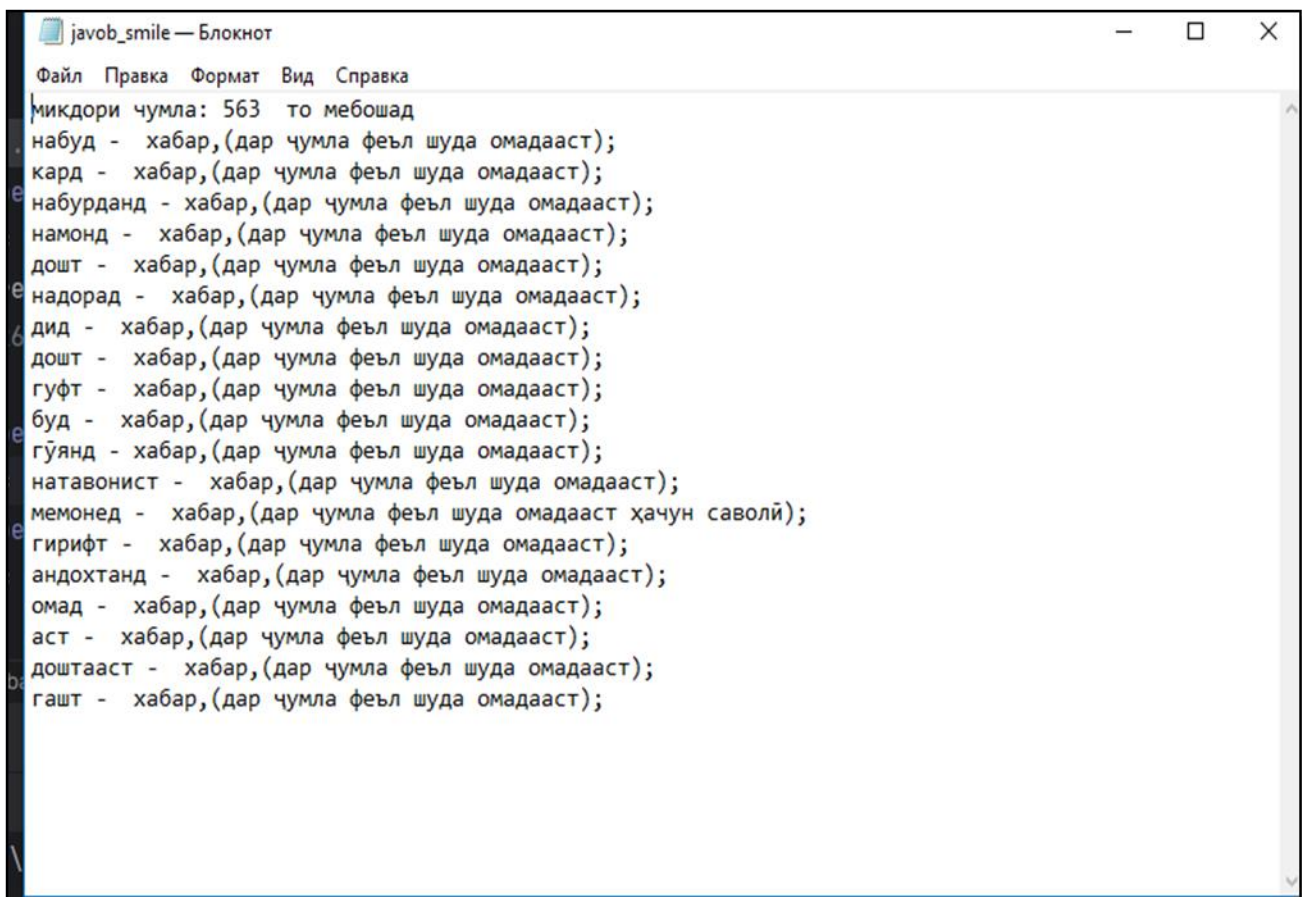 javob_smile — Блокнот
Файл Правка Формат Вид Справка
микдори чумла: 563  то мебошад
набуд -  хабар,(дар ҷумла феъл шуда омадааст);
кард -  хабар,(дар ҷумла феъл шуда омадааст);
набурданд - хабар,(дар ҷумла феъл шуда омадааст);
намонд -  хабар,(дар ҷумла феъл шуда омадааст);
дошт -  хабар,(дар ҷумла феъл шуда омадааст);
надорад -  хабар,(дар ҷумла феъл шуда омадааст);
дид -  хабар,(дар ҷумла феъл шуда омадааст);
дошт -  хабар,(дар ҷумла феъл шуда омадааст);
гуфт -  хабар,(дар ҷумла феъл шуда омадааст);
буд -  хабар,(дар ҷумла феъл шуда омадааст);
гӯянд - хабар,(дар ҷумла феъл шуда омадааст);
натавонист -  хабар,(дар ҷумла феъл шуда омадааст);
мемонед -  хабар,(дар ҷумла феъл шуда омадааст ҳачун саволӣ);
гирифт -  хабар,(дар ҷумла феъл шуда омадааст);
андохтанд -  хабар,(дар ҷумла феъл шуда омадааст);
омад -  хабар,(дар ҷумла феъл шуда омадааст);
аст -  хабар,(дар ҷумла феъл шуда омадааст);
доштааст -  хабар,(дар ҷумла феъл шуда омадааст);
гашт -  хабар,(дар ҷумла феъл шуда омадааст);